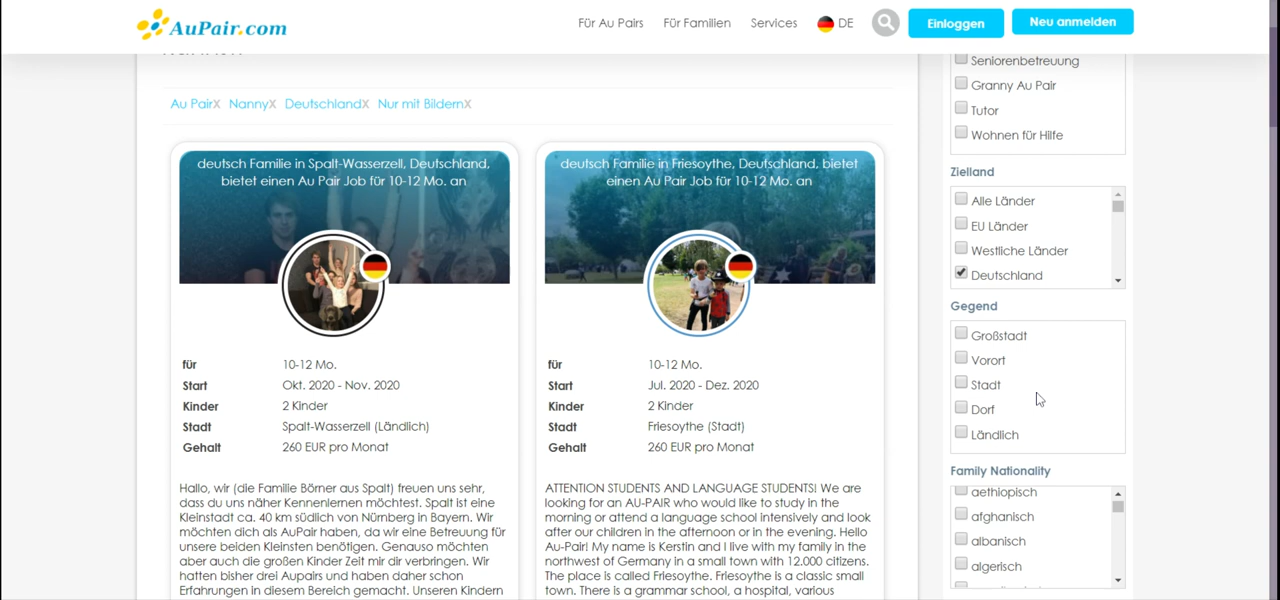 AuPair.com
Für Au Pairs
Für Familien
Services
DE
Einloggen
Neu anmelden
Au PairX NannyX DeutschlandX Nur mit BildernX
deutsch Familie in Spalt-Wasserzell, Deutschland,
bietet einen Au Pair Job für 10-12 Mo. an
für 10-12 Mo.
Start Okt. 2020 - Nov. 2020
Kinder 2 Kinder
Stadt Spalt-Wasserzell (Ländlich)
Gehalt 260 EUR pro Monat
Hallo, wir (die Familie Börner aus Spalt) freuen uns sehr,
dass du uns näher Kennenlernen möchtest. Spalt ist eine
Kleinstadt ca. 40 km südlich von Nürnberg in Bayern. Wir
möchten dich als AuPair haben, da wir eine Betreuung für
unsere beiden Kleinsten benötigen. Genauso möchten
aber auch die großen Kinder Zeit mir dir verbringen. Wir
hatten bisher drei Aupairs und haben daher schon
Erfahrungen in diesem Bereich gemacht. Unseren Kindern
deutsch Familie in Friesoythe, Deutschland, bietet
einen Au Pair Job für 10-12 Mo. an
für 10-12 Mo.
Start Jul. 2020 - Dez. 2020
Kinder 2 Kinder
Stadt Friesoythe (Stadt)
Gehalt 260 EUR pro Monat
ATTENTION STUDENTS AND LANGUAGE STUDENTS! We are
looking for an AU-PAIR who would like to study in the
morning or attend a language school intensively and look
after our children in the afternoon or in the evening. Hello
Au-Pair! My name is Kerstin and I live with my family in the
northwest of Germany in a small town with 12.000 citizens.
The place is called Friesoythe. Friesoythe is a classic small
town. There is a grammar school, a hospital, various
Seniorenbetreuung
Granny Au Pair
Tutor
Wohnen für Hilfe
Zielland
Alle Länder
EU Länder
Westliche Länder
Deutschland
Gegend
Großstadt
Vorort
Stadt
Dorf
Ländlich
Family Nationality
aethiopisch
afghanisch
albanisch
algerisch